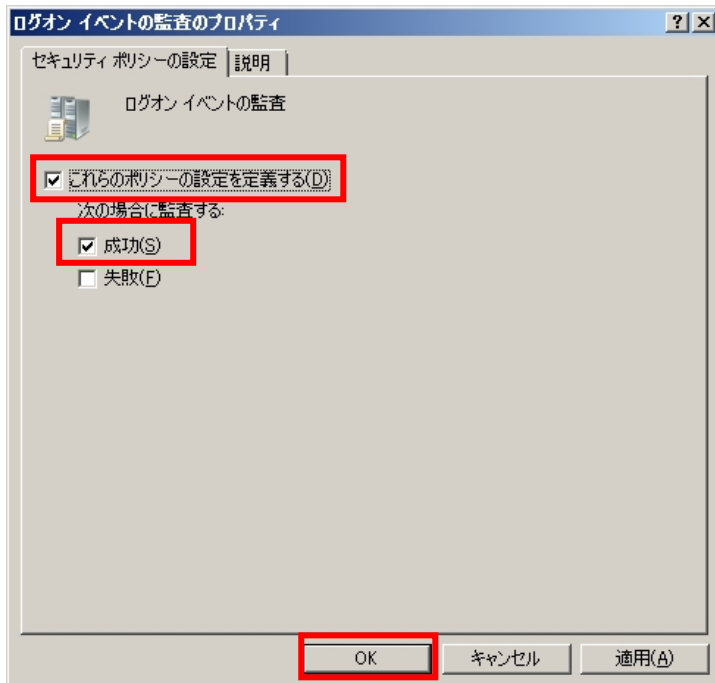 ログオン イベントの監査のプロパティ
セキュリティ ポリシーの設定 説明
ログオン イベントの監査
これらのポリシーの設定を定義する(D)
次の場合に監査する:
成功(S)
失敗(F)
OK キャンセル 適用(A)